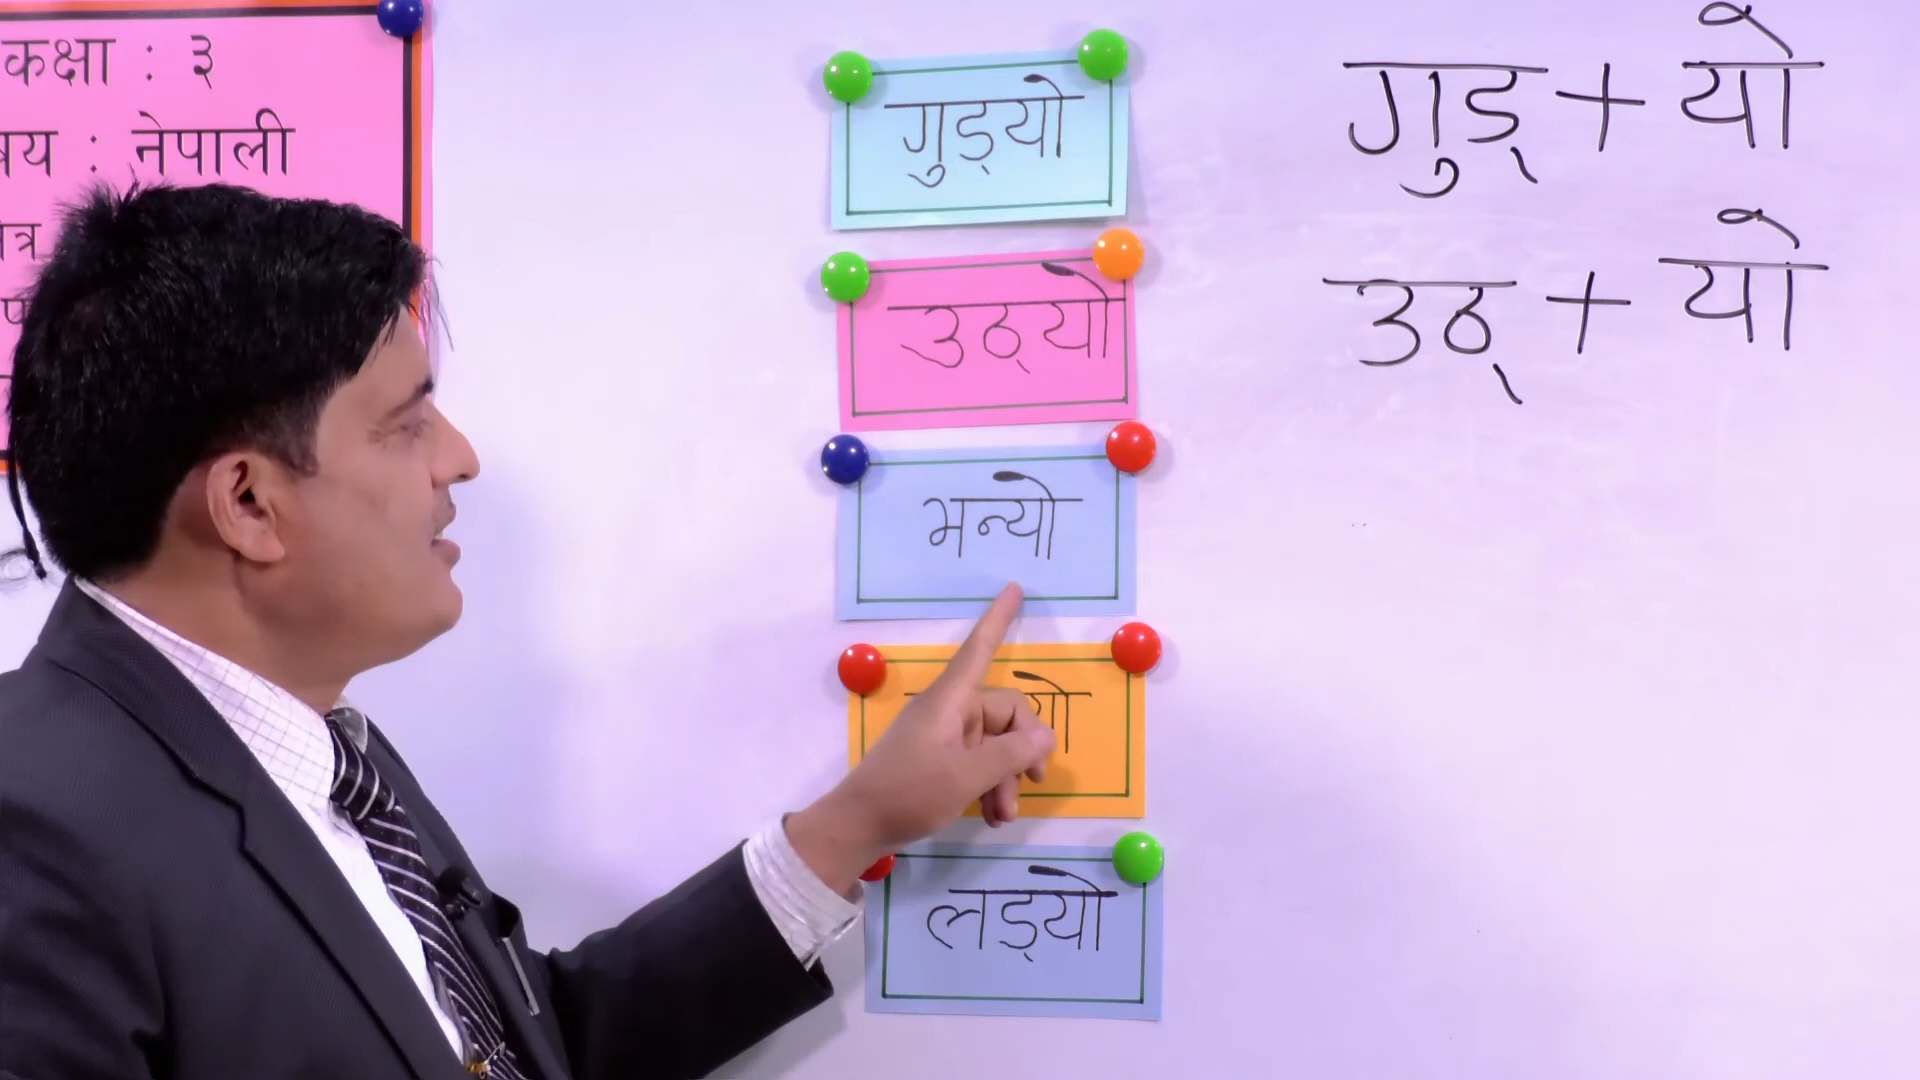 कक्षा : ३
: नेपाली
गुड्यो
उठ्यो
भन्यो
लड्यो
गुड् + यो
उठ् + यो